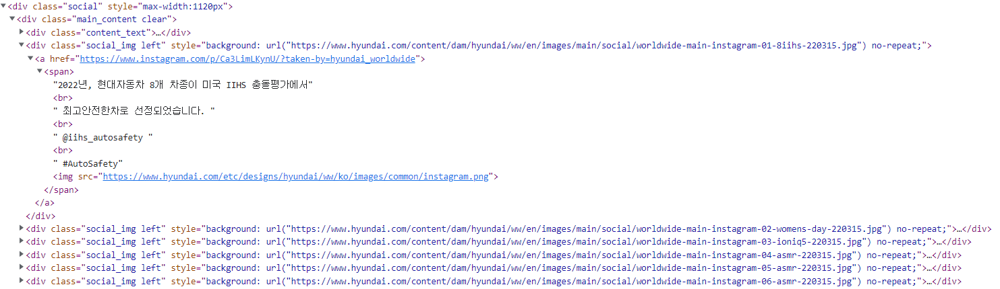 ▼<div class="social" style="max-width:1120px">
▼<div class="main_content clear">
▶<div class="content_text">…</div>
▼<div class="social_img left" style="background: url("https://www.hyundai.com/content/dam/hyundai/ww/en/images/main/social/worldwide-main-instagram-01-8iihs-220315.jpg") no-repeat;">
▼<a href="https://www.instagram.com/p/Ca3LimLKynU/?taken-by=hyundai_worldwide">
▼<span>
"2022년, 현대자동차 8개 차종이 미국 IIHS 충돌평가에서"
<br>
" 최고안전한차로 선정되었습니다. "
<br>
" @iihs_autosafety "
<br>
" #AutoSafety"
<img src="https://www.hyundai.com/etc/designs/hyundai/ww/ko/images/common/instagram.png">
</span>
</a>
</div>
▶<div class="social_img left" style="background: url("https://www.hyundai.com/content/dam/hyundai/ww/en/images/main/social/worldwide-main-instagram-02-womens-day-220315.jpg") no-repeat;">…</div>
▶<div class="social_img left" style="background: url("https://www.hyundai.com/content/dam/hyundai/ww/en/images/main/social/worldwide-main-instagram-03-ioniq5-220315.jpg") no-repeat;">…</div>
▶<div class="social_img left" style="background: url("https://www.hyundai.com/content/dam/hyundai/ww/en/images/main/social/worldwide-main-instagram-04-asmr-220315.jpg") no-repeat;">…</div>
▶<div class="social_img left" style="background: url("https://www.hyundai.com/content/dam/hyundai/ww/en/images/main/social/worldwide-main-instagram-05-asmr-220315.jpg") no-repeat;">…</div>
▶<div class="social_img left" style="background: url("https://www.hyundai.com/content/dam/hyundai/ww/en/images/main/social/worldwide-main-instagram-06-asmr-220315.jpg") no-repeat;">…</div>